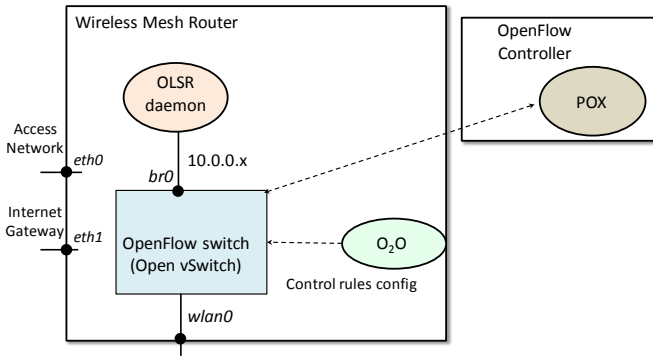 Wireless Mesh Router
OpenFlow
Controller
POX
OLSR
daemon
Access
Network
eth0
10.0.0.x
br0
Internet
Gateway
eth1
OpenFlow switch
(Open vSwitch)
O₂O
Control rules config
wlan0